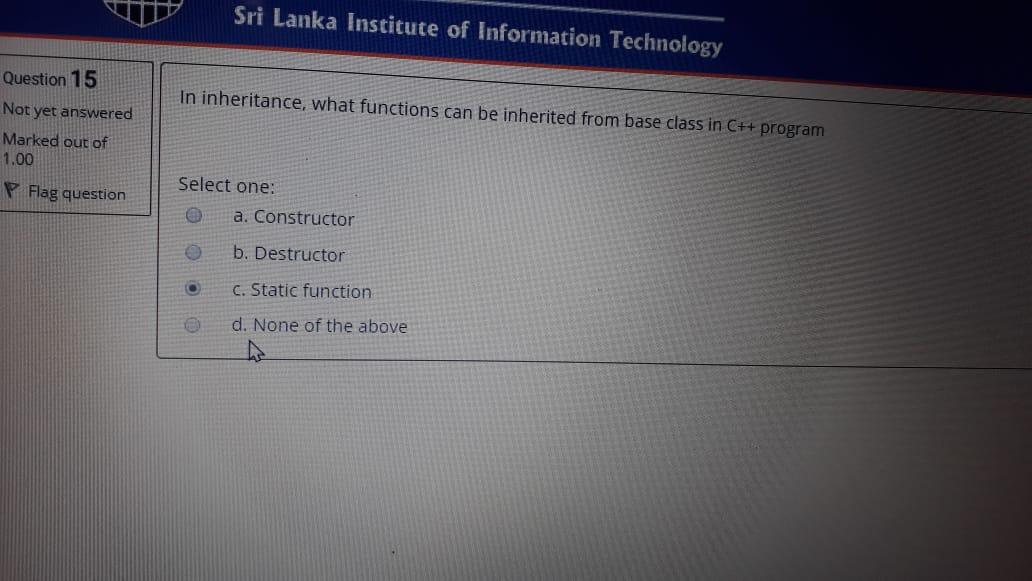 Sri Lanka Institute of Information Technology
Question 15
Not yet answered
Marked out of
1.00
Flag question
In inheritance, what functions can be inherited from base class in C++ program
Select one:
a. Constructor
b. Destructor
c. Static function
d. None of the above